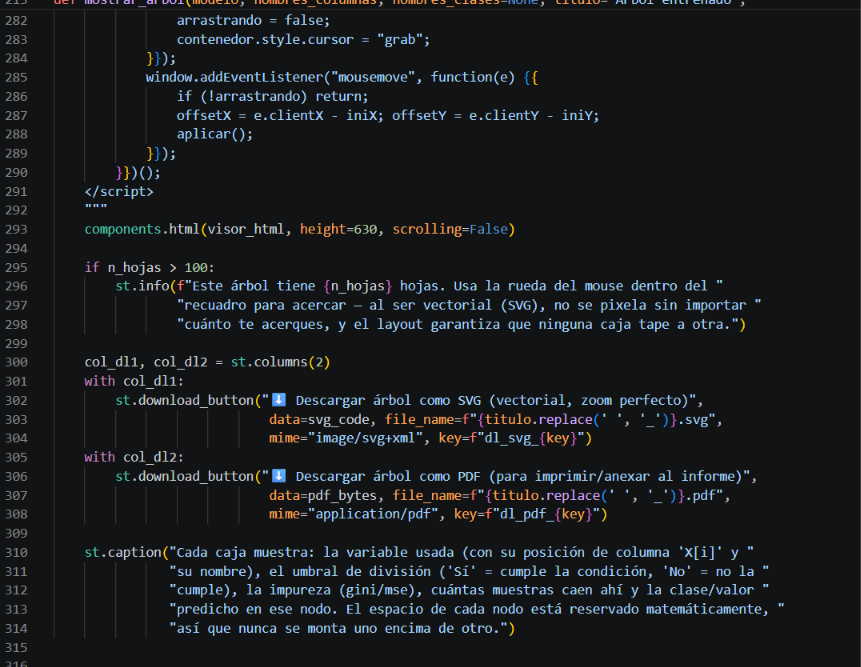 215 def mostrar_arbol(modelo, nombres_columnas, nombres_clases=None, titulo="Árbol entrenado",
282 arrastrando = false;
283 contenedor.style.cursor = "grab";
284 }});
285 window.addEventListener("mousemove", function(e) {{
286 if (!arrastrando) return;
287 offsetX = e.clientX - iniX; offsetY = e.clientY - iniY;
288 aplicar();
289 }});
290 }})();
291 </script>
292 """
293 components.html(visor_html, height=630, scrolling=False)
294
295 if n_hojas > 100:
296 st.info(f"Este árbol tiene {n_hojas} hojas. Usa la rueda del mouse dentro del "
297 "recuadro para acercar — al ser vectorial (SVG), no se pixela sin importar "
298 "cuánto te acerques, y el layout garantiza que ninguna caja tape a otra.")
299
300 col_dl1, col_dl2 = st.columns(2)
301 with col_dl1:
302 st.download_button("⬇️ Descargar árbol como SVG (vectorial, zoom perfecto)",
303 data=svg_code, file_name=f"{titulo.replace(' ', '_')}.svg",
304 mime="image/svg+xml", key=f"dl_svg_{key}")
305 with col_dl2:
306 st.download_button("⬇️ Descargar árbol como PDF (para imprimir/anexar al informe)",
307 data=pdf_bytes, file_name=f"{titulo.replace(' ', '_')}.pdf",
308 mime="application/pdf", key=f"dl_pdf_{key}")
309
310 st.caption("Cada caja muestra: la variable usada (con su posición de columna 'X[i]' y "
311 "su nombre), el umbral de división ('Sí' = cumple la condición, 'No' = no la "
312 "cumple), la impureza (gini/mse), cuántas muestras caen ahí y la clase/valor "
313 "predicho en ese nodo. El espacio de cada nodo está reservado matemáticamente, "
314 "así que nunca se monta uno encima de otro.")
315
316